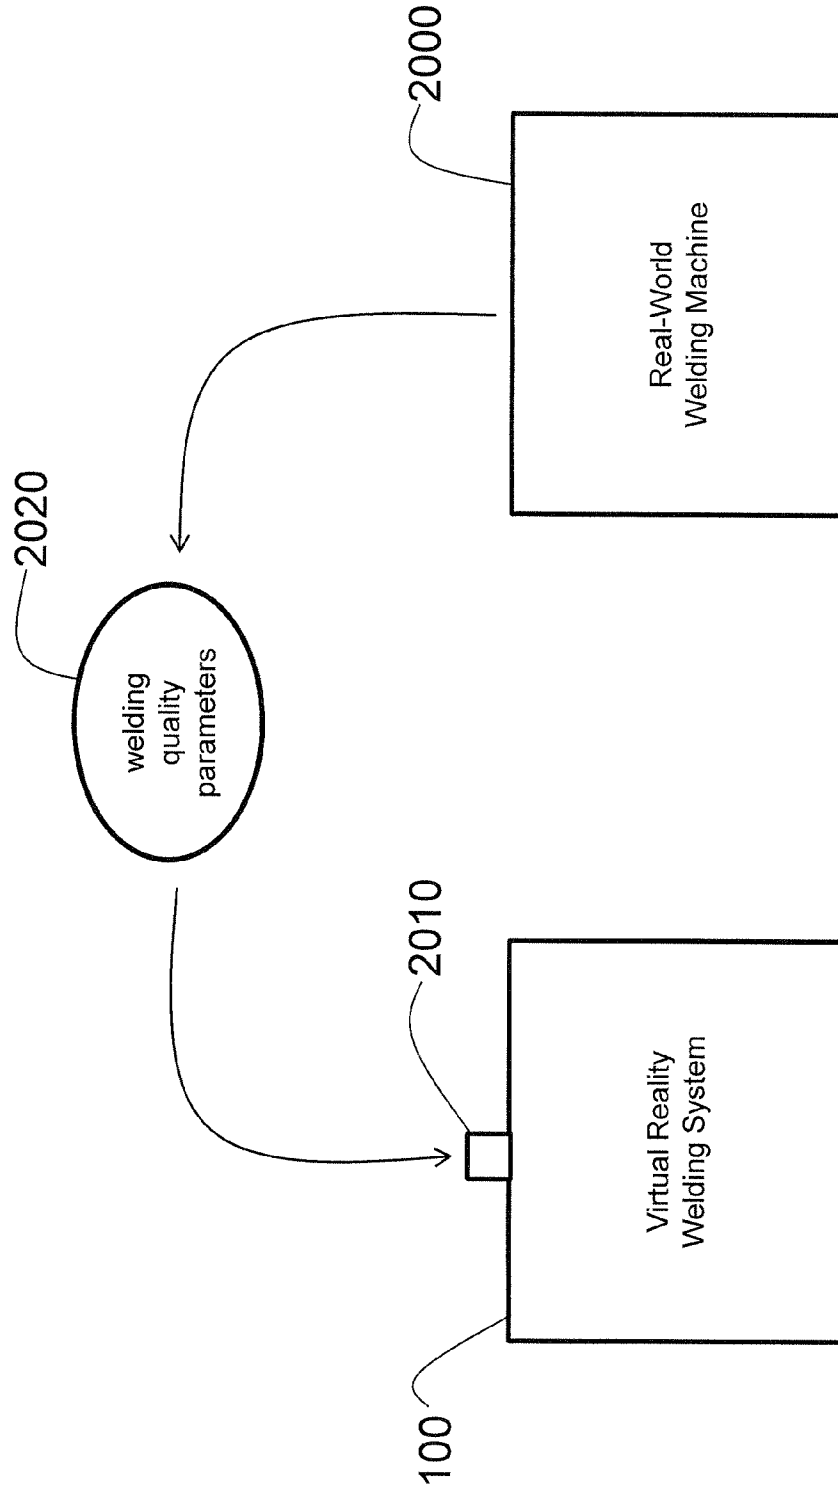 2020
welding
quality
parameters
2010
2000
100
Virtual Reality
Welding System
Real-World
Welding Machine